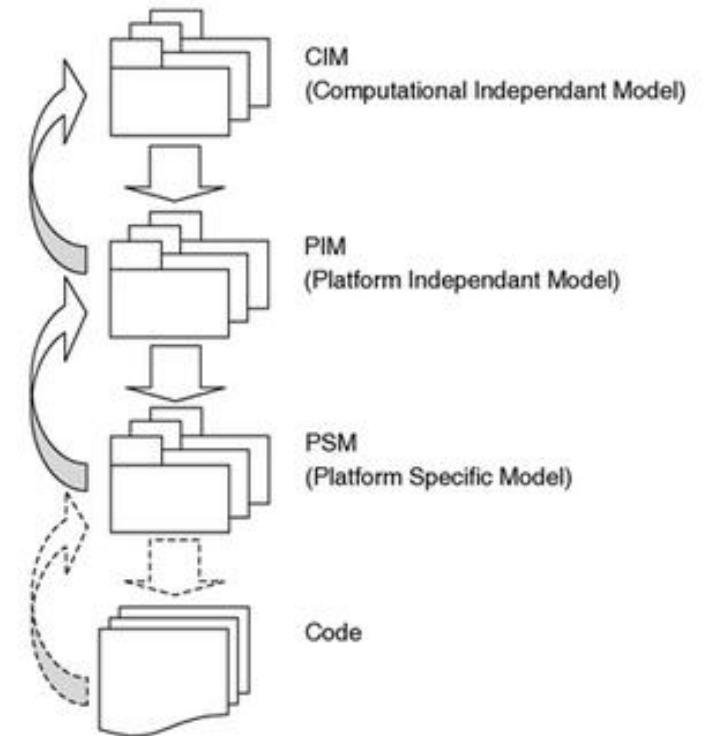 CIM
(Computational Independant Model)
PIM
(Platform Independant Model)
PSM
(Platform Specific Model)
Code